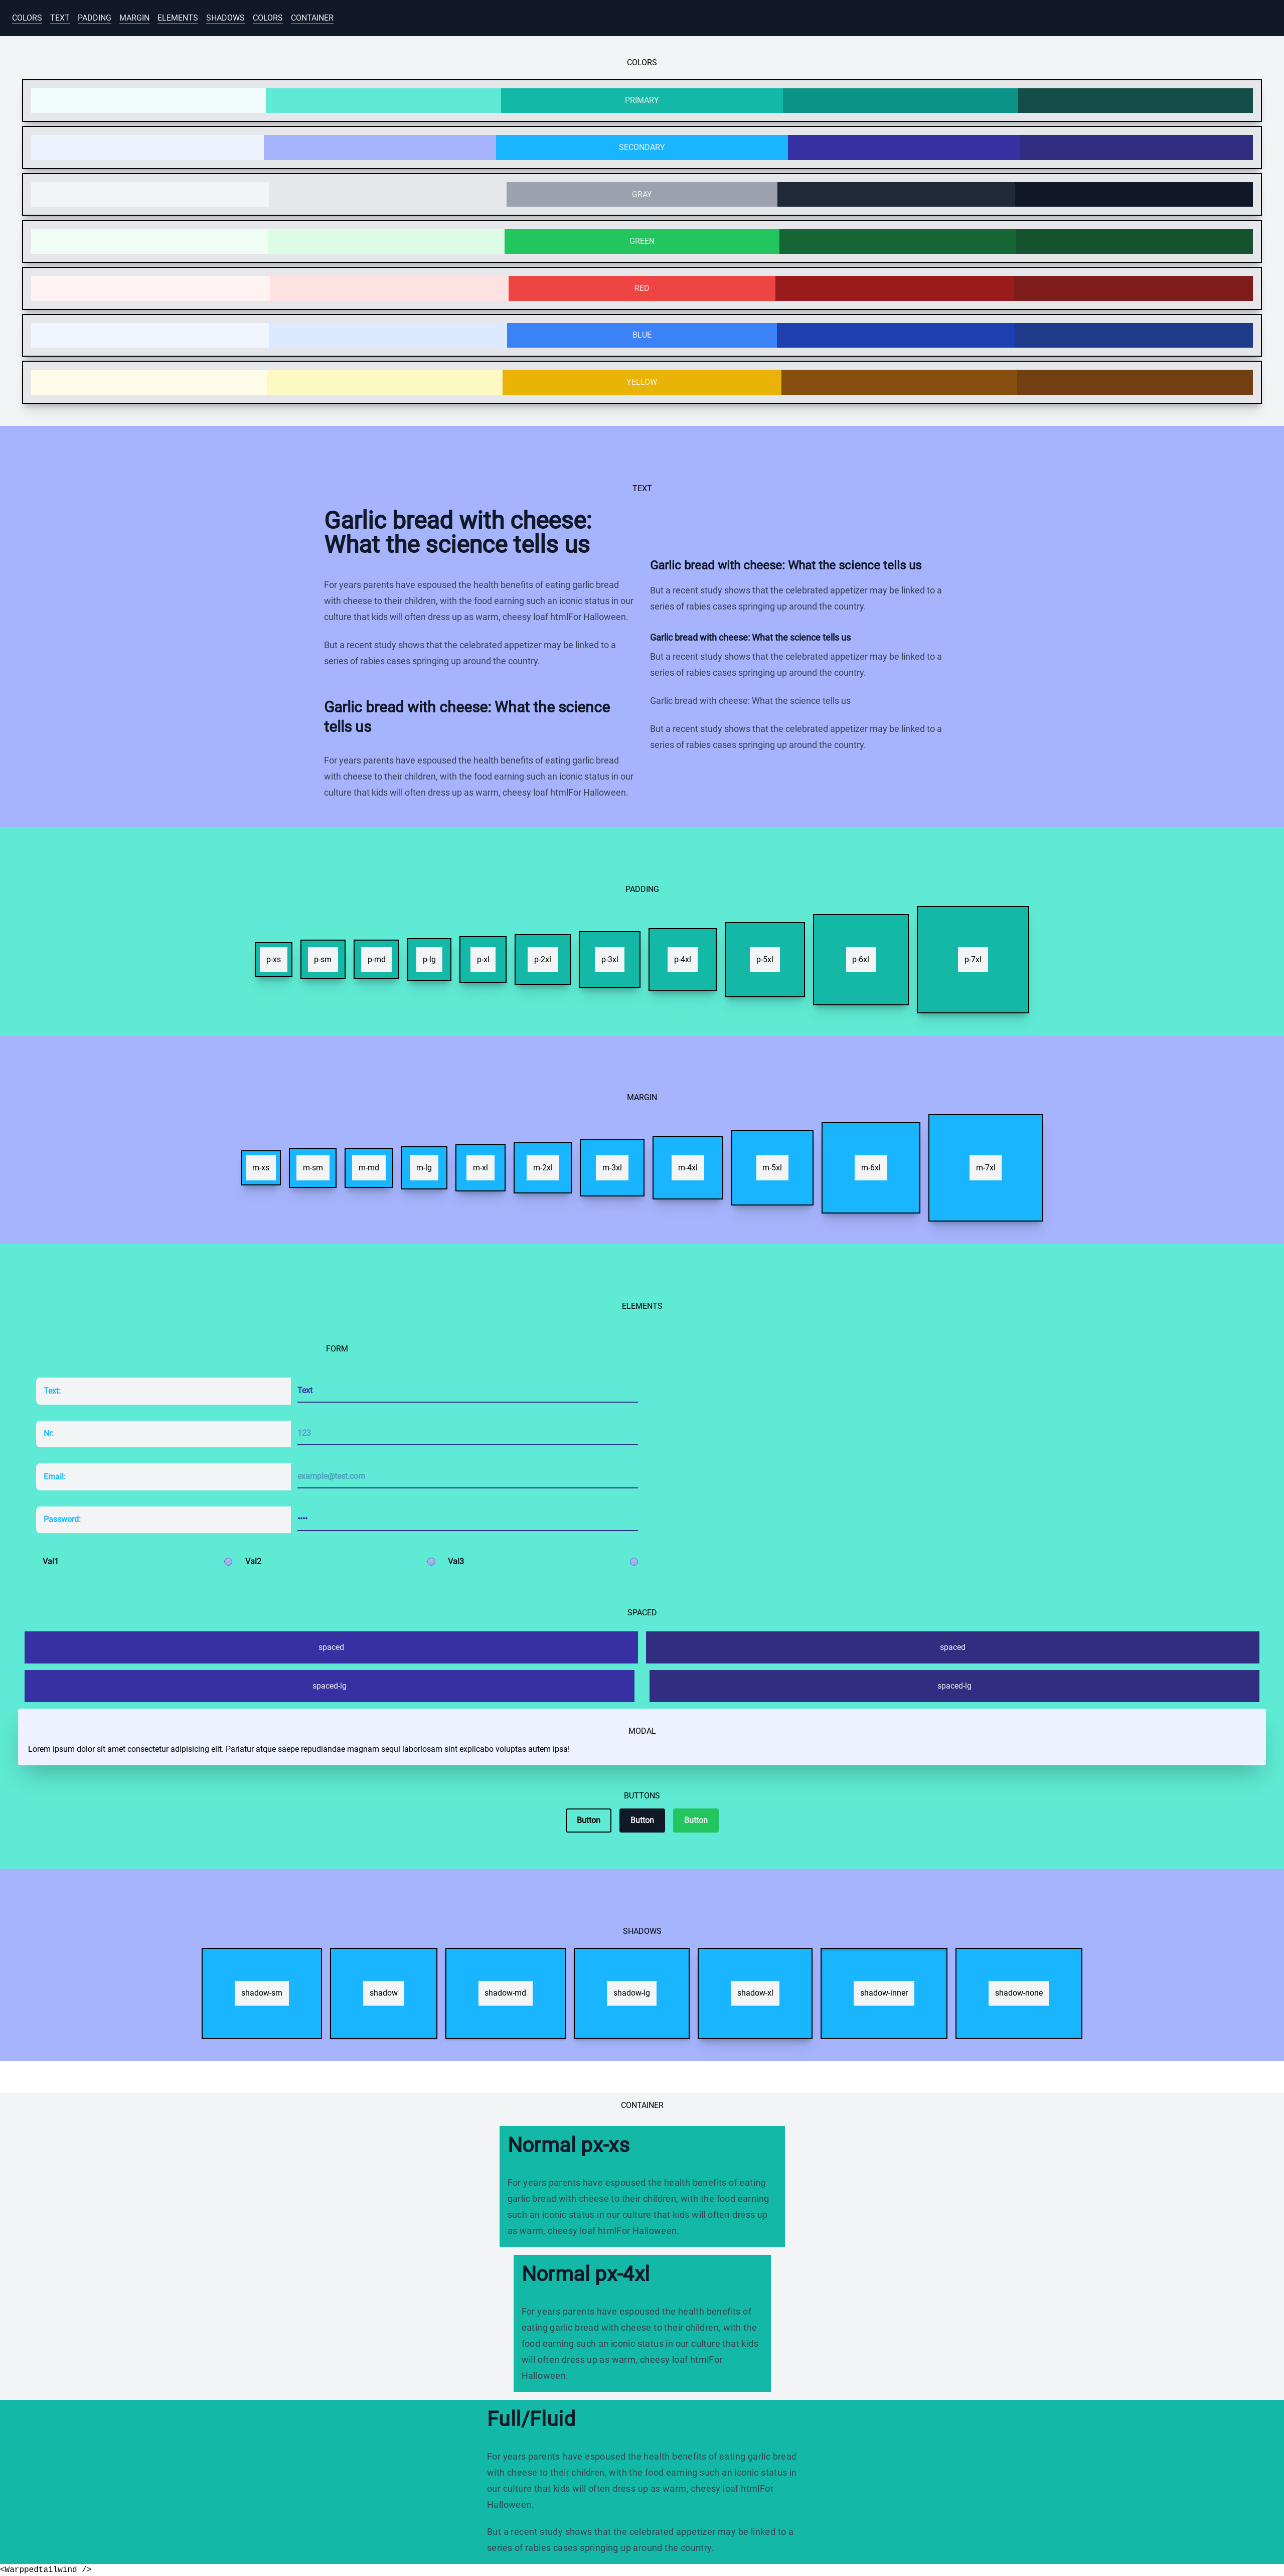 COLORS TEXT PADDING MARGIN ELEMENTS SHADOWS COLORS CONTAINER
COLORS
PRIMARY
SECONDARY
GRAY
GREEN
RED
BLUE
YELLOW
TEXT
Garlic bread with cheese:
What the science tells us
For years parents have espoused the health benefits of eating garlic bread
with cheese to their children, with the food earning such an iconic status in our
culture that kids will often dress up as warm, cheesy loaf htmlFor Halloween.
But a recent study shows that the celebrated appetizer may be linked to a
series of rabies cases springing up around the country.
Garlic bread with cheese: What the science
tells us
For years parents have espoused the health benefits of eating garlic bread
with cheese to their children, with the food earning such an iconic status in our
culture that kids will often dress up as warm, cheesy loaf htmlFor Halloween.
Garlic bread with cheese: What the science tells us
But a recent study shows that the celebrated appetizer may be linked to a
series of rabies cases springing up around the country.
Garlic bread with cheese: What the science tells us
But a recent study shows that the celebrated appetizer may be linked to a
series of rabies cases springing up around the country.
Garlic bread with cheese: What the science tells us
But a recent study shows that the celebrated appetizer may be linked to a
series of rabies cases springing up around the country.
PADDING
p-xs p-sm p-md p-lg p-xl p-2xl p-3xl p-4xl p-5xl p-6xl p-7xl
MARGIN
m-xs m-sm m-md m-lg m-xl m-2xl m-3xl m-4xl m-5xl m-6xl m-7xl
ELEMENTS
FORM
Text: Text
Nr: 123
Email: example@test.com
Password: ••••
Val1 Val2 Val3
SPACED
spaced spaced
spaced-lg spaced-lg
MODAL
Lorem ipsum dolor sit amet consectetur adipisicing elit. Pariatur atque saepe repudiandae magnam sequi laboriosam sint explicabo voluptas autem ipsa!
BUTTONS
Button Button Button
SHADOWS
shadow-sm shadow shadow-md shadow-lg shadow-xl shadow-inner shadow-none
CONTAINER
Normal px-xs
For years parents have espoused the health benefits of eating
garlic bread with cheese to their children, with the food earning
such an iconic status in our culture that kids will often dress up
as warm, cheesy loaf htmlFor Halloween.
Normal px-4xl
For years parents have espoused the health benefits of
eating garlic bread with cheese to their children, with the
food earning such an iconic status in our culture that kids
will often dress up as warm, cheesy loaf htmlFor
Halloween.
Full/Fluid
For years parents have espoused the health benefits of eating garlic bread
with cheese to their children, with the food earning such an iconic status in
our culture that kids will often dress up as warm, cheesy loaf htmlFor
Halloween.
But a recent study shows that the celebrated appetizer may be linked to a
series of rabies cases springing up around the country.
<Warppedtailwind />